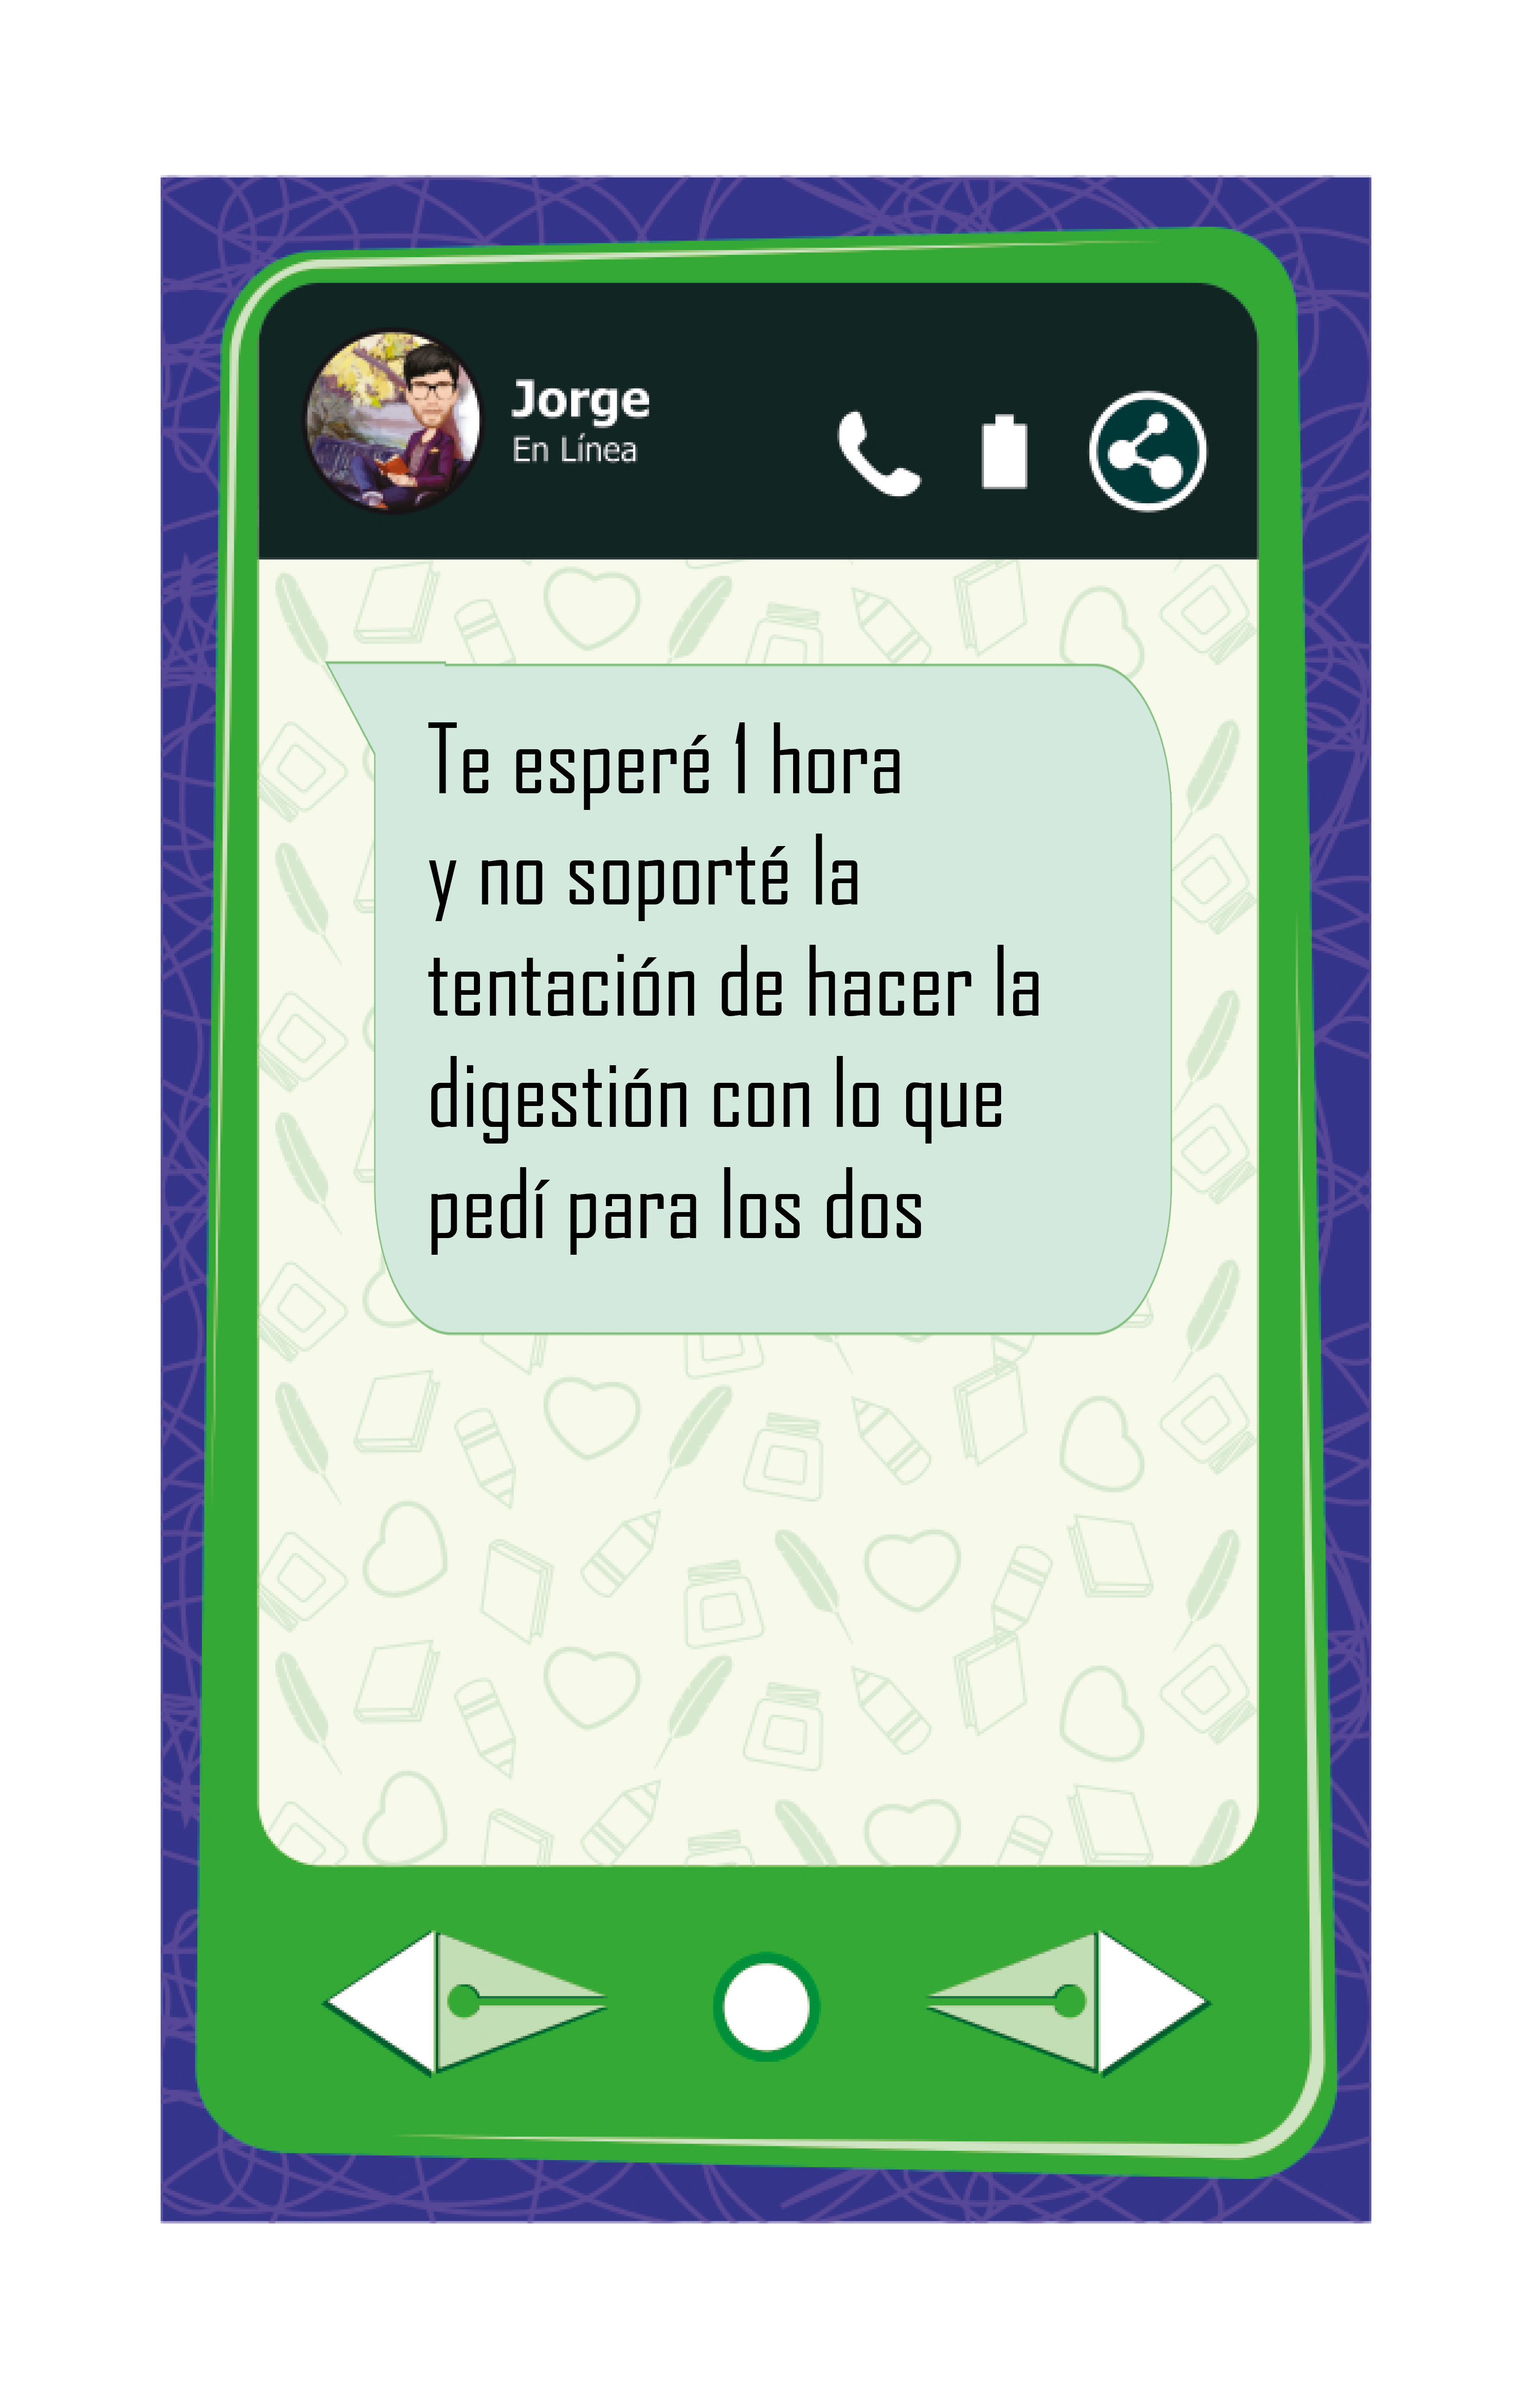 Jorge
En Línea
Te esperé 1 hora
y no soporté la
tentación de hacer la
digestión con lo que
pedí para los dos